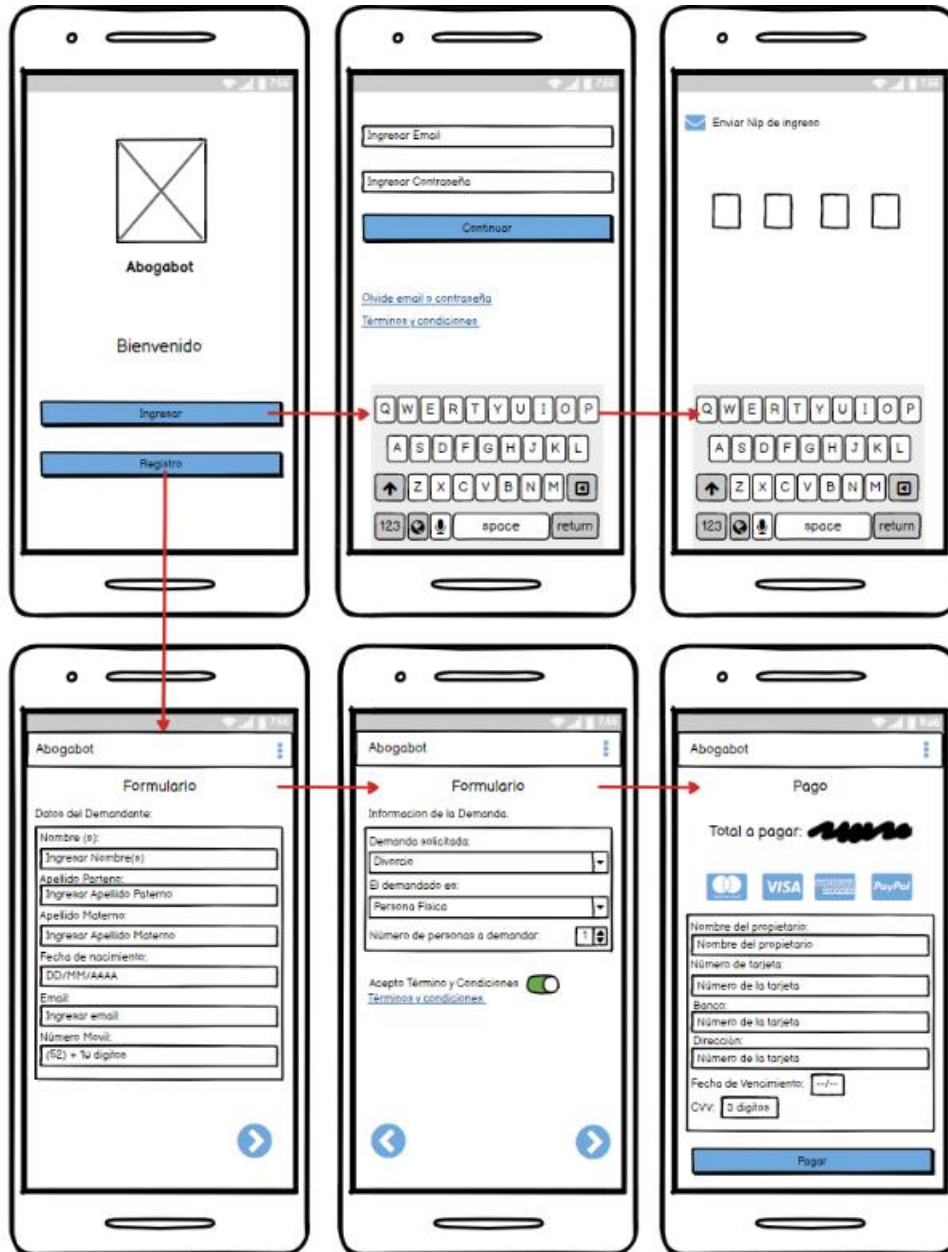 7:56
Abogabot
Bienvenido
Ingresar
Registro
Ingresar Email
Ingresar Contraseña
Continuar
Olvide email o contraseña
Términos y condiciones
Q W E R T Y U I O P
A S D F G H J K L
Z X C V B N M
123 space return
Enviar Nip de ingreso
Q W E R T Y U I O P
A S D F G H J K L
Z X C V B N M
123 space return
Abogabot
Formulario
Datos del Demandante:
Nombre (s):
Ingresar Nombre(s)
Apellido Parteno:
Ingresar Apellido Paterno
Apellido Materno:
Ingresar Apellido Materno
Fecha de nacimiento:
DD/MM/AAAA
Email:
Ingresar email
Número Movil:
(52) + 10 digitos
Abogabot
Formulario
Informacion de la Demanda.
Demanda solicitada:
Divorcio
El demandado es:
Persona Física
Número de personas a demandar: 1
Acepto Término y Condiciones
Términos y condiciones
Abogabot
Pago
Total a pagar:
VISA PayPal
Nombre del propietario:
Nombre del propietario
Número de tarjeta:
Número de la tarjeta
Banco:
Número de la tarjeta
Dirección:
Número de la tarjeta
Fecha de Vencimiento: --/--
CVV: 3 digitos
Pagar